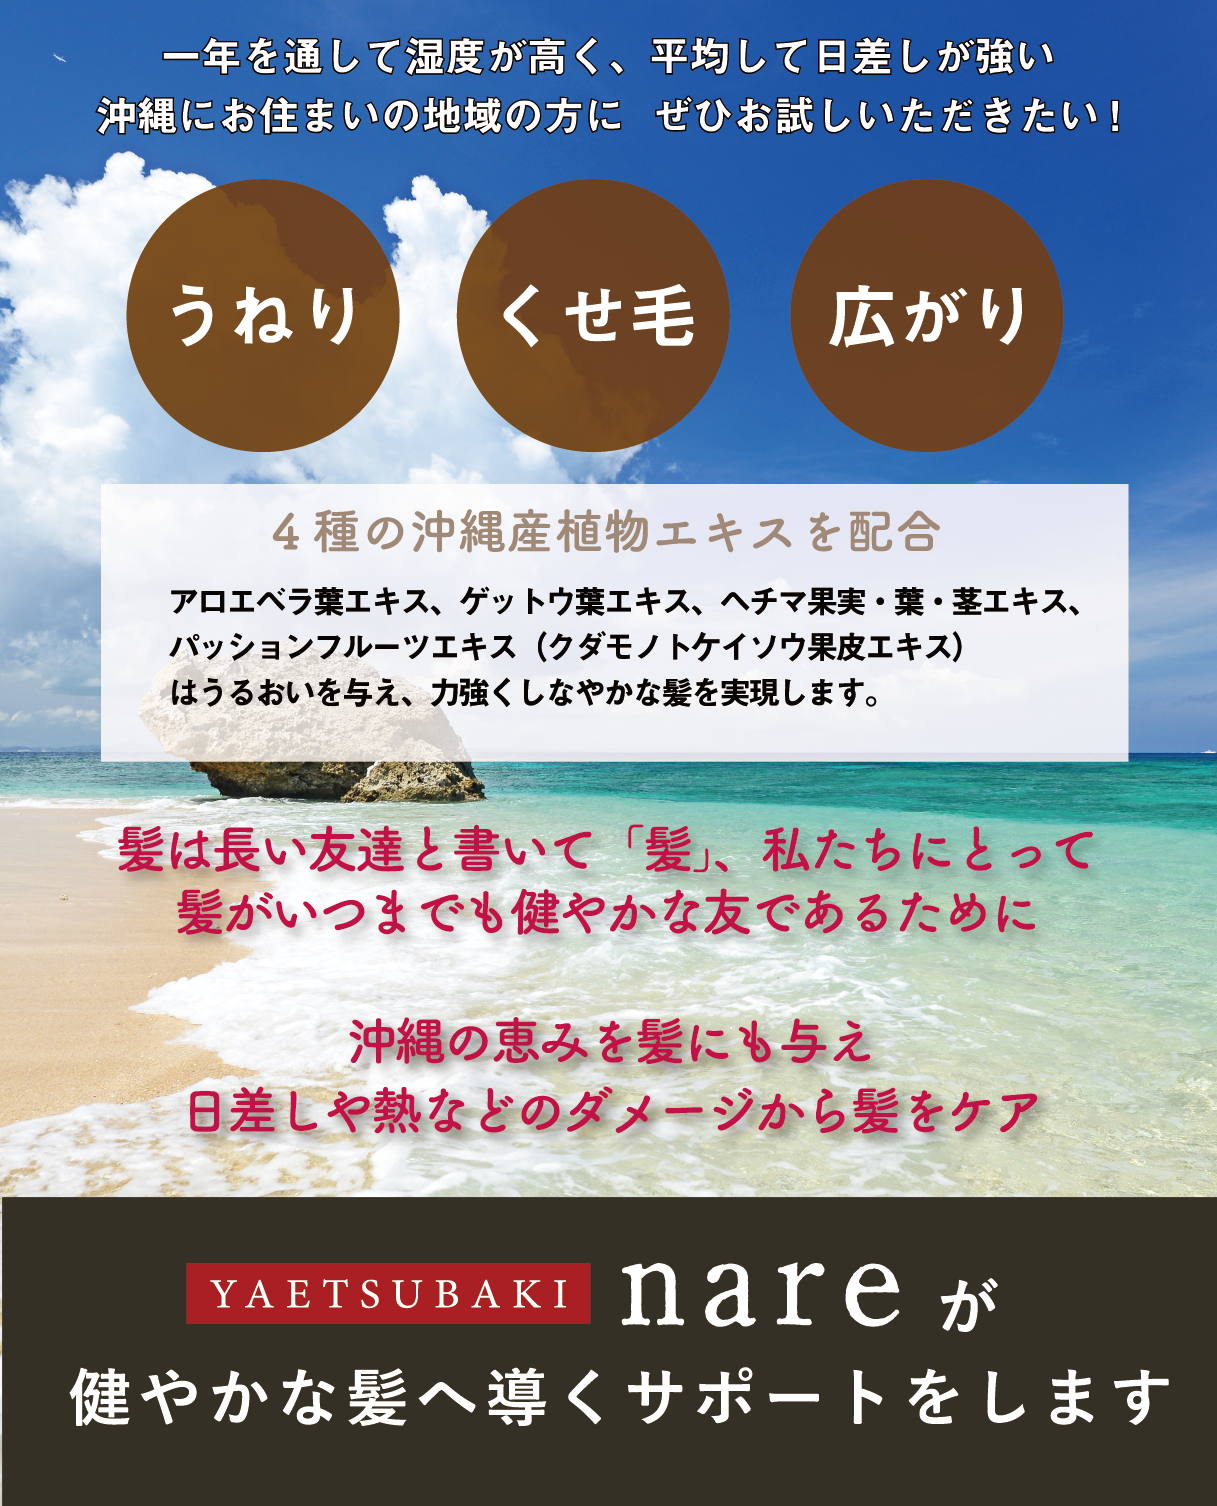 一年を通して湿度が高く、平均して日差しが強い
沖縄にお住まいの地域の方に　ぜひお試しいただきたい！
うねり
くせ毛
広がり
４種の沖縄産植物エキスを配合
アロエベラ葉エキス、ゲットウ葉エキス、ヘチマ果実・葉・茎エキス、
パッションフルーツエキス（クダモノトケイソウ果皮エキス）
はうるおいを与え、力強くしなやかな髪を実現します。
髪は長い友達と書いて「髪」、私たちにとって
髪がいつまでも健やかな友であるために
沖縄の恵みを髪にも与え
日差しや熱などのダメージから髪をケア
YAETSUBAKI nare が
健やかな髪へ導くサポートをします